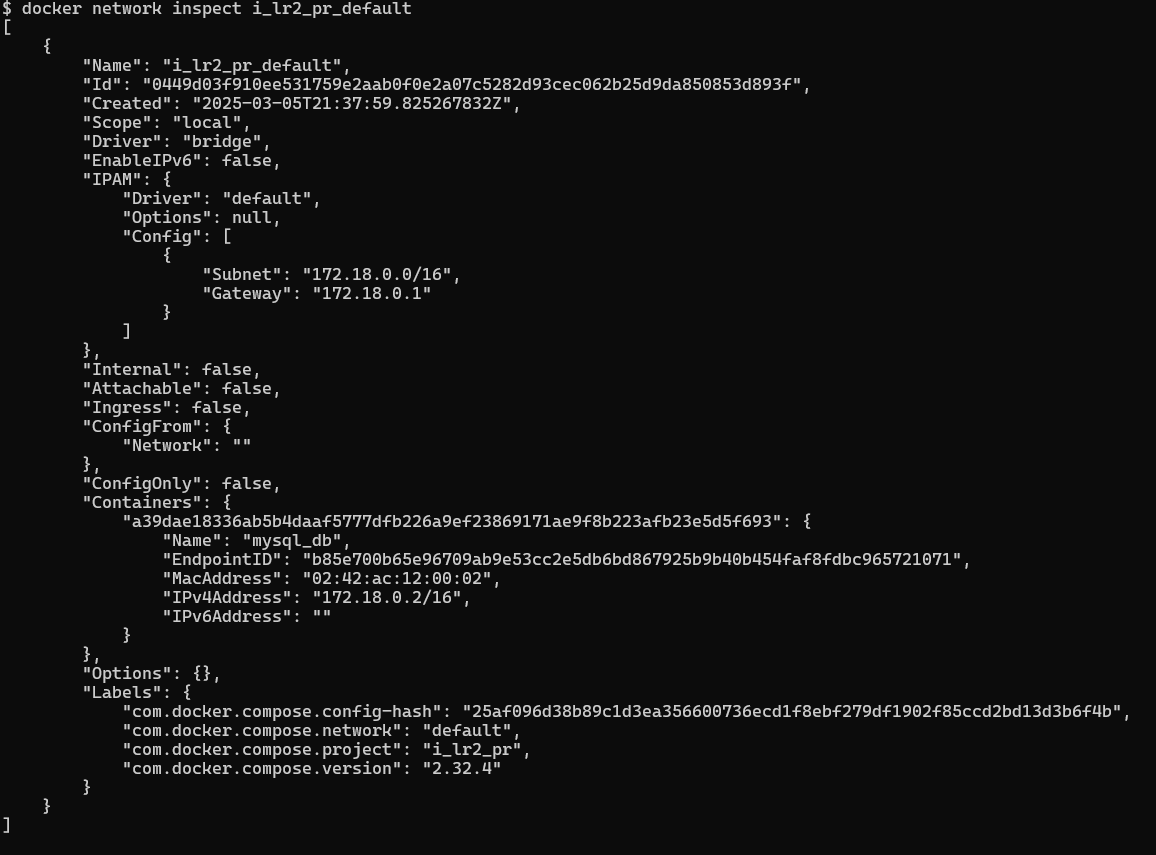 $ docker network inspect i_lr2_pr_default
[
    {
        "Name": "i_lr2_pr_default",
        "Id": "0449d03f910ee531759e2aab0f0e2a07c5282d93cec062b25d9da850853d893f",
        "Created": "2025-03-05T21:37:59.825267832Z",
        "Scope": "local",
        "Driver": "bridge",
        "EnableIPv6": false,
        "IPAM": {
            "Driver": "default",
            "Options": null,
            "Config": [
                {
                    "Subnet": "172.18.0.0/16",
                    "Gateway": "172.18.0.1"
                }
            ]
        },
        "Internal": false,
        "Attachable": false,
        "Ingress": false,
        "ConfigFrom": {
            "Network": ""
        },
        "ConfigOnly": false,
        "Containers": {
            "a39dae18336ab5b4daaf5777dfb226a9ef23869171ae9f8b223afb23e5d5f693": {
                "Name": "mysql_db",
                "EndpointID": "b85e700b65e96709ab9e53cc2e5db6bd867925b9b40b454faf8fdbc965721071",
                "MacAddress": "02:42:ac:12:00:02",
                "IPv4Address": "172.18.0.2/16",
                "IPv6Address": ""
            }
        },
        "Options": {},
        "Labels": {
            "com.docker.compose.config-hash": "25af096d38b89c1d3ea356600736ecd1f8ebf279df1902f85ccd2bd13d3b6f4b",
            "com.docker.compose.network": "default",
            "com.docker.compose.project": "i_lr2_pr",
            "com.docker.compose.version": "2.32.4"
        }
    }
]